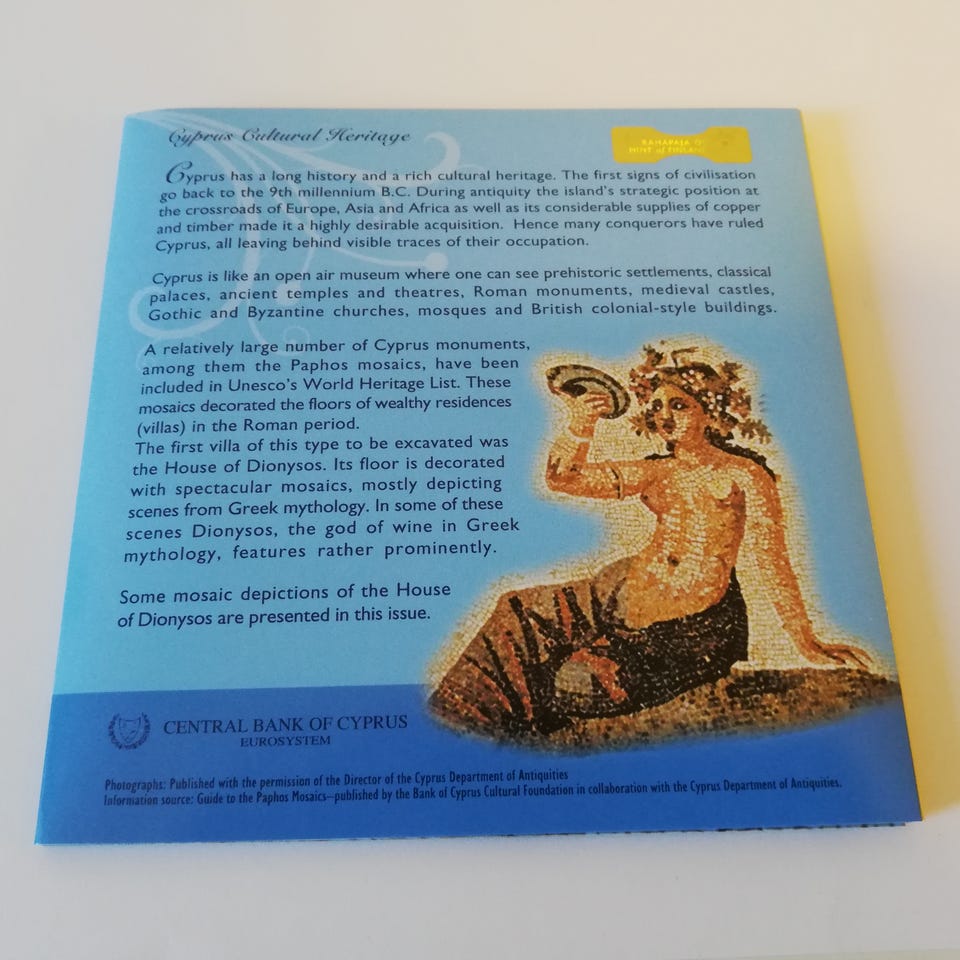 Cyprus Cultural Heritage
RAHAPAJA OY
MINT of FINLAND
Cyprus has a long history and a rich cultural heritage. The first signs of civilisation
go back to the 9th millennium B.C. During antiquity the island's strategic position at
the crossroads of Europe, Asia and Africa as well as its considerable supplies of copper
and timber made it a highly desirable acquisition. Hence many conquerors have ruled
Cyprus, all leaving behind visible traces of their occupation.
Cyprus is like an open air museum where one can see prehistoric settlements, classical
palaces, ancient temples and theatres, Roman monuments, medieval castles,
Gothic and Byzantine churches, mosques and British colonial-style buildings.
A relatively large number of Cyprus monuments,
among them the Paphos mosaics, have been
included in Unesco's World Heritage List. These
mosaics decorated the floors of wealthy residences
(villas) in the Roman period.
The first villa of this type to be excavated was
the House of Dionysos. Its floor is decorated
with spectacular mosaics, mostly depicting
scenes from Greek mythology. In some of these
scenes Dionysos, the god of wine in Greek
mythology, features rather prominently.
Some mosaic depictions of the House
of Dionysos are presented in this issue.
CENTRAL BANK OF CYPRUS
EUROSYSTEM
Photographs: Published with the permission of the Director of the Cyprus Department of Antiquities
Information source: Guide to the Paphos Mosaics–published by the Bank of Cyprus Cultural Foundation in collaboration with the Cyprus Department of Antiquities.